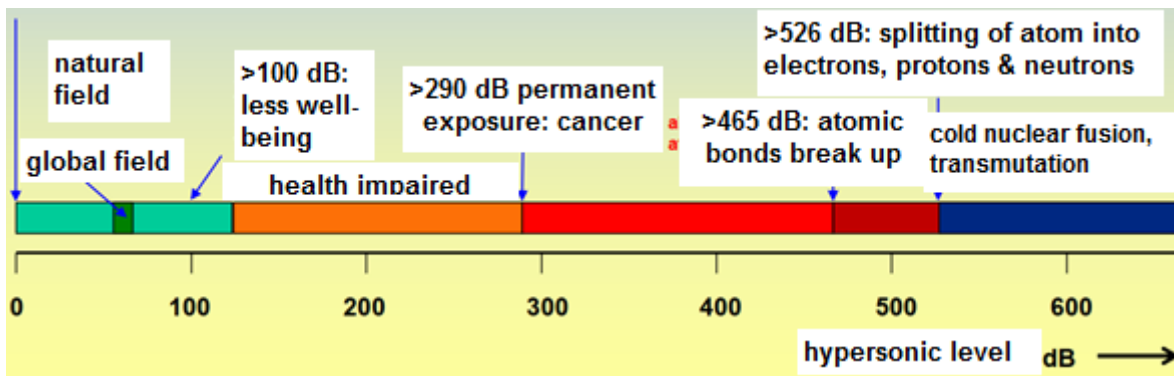 natural
field
global field
>100 dB:
less well-
being
health impaired
>290 dB permanent
exposure: cancer
>465 dB: atomic
bonds break up
>526 dB: splitting of atom into
electrons, protons & neutrons
cold nuclear fusion,
transmutation
0 100 200 300 400 500 600
hypersonic level dB